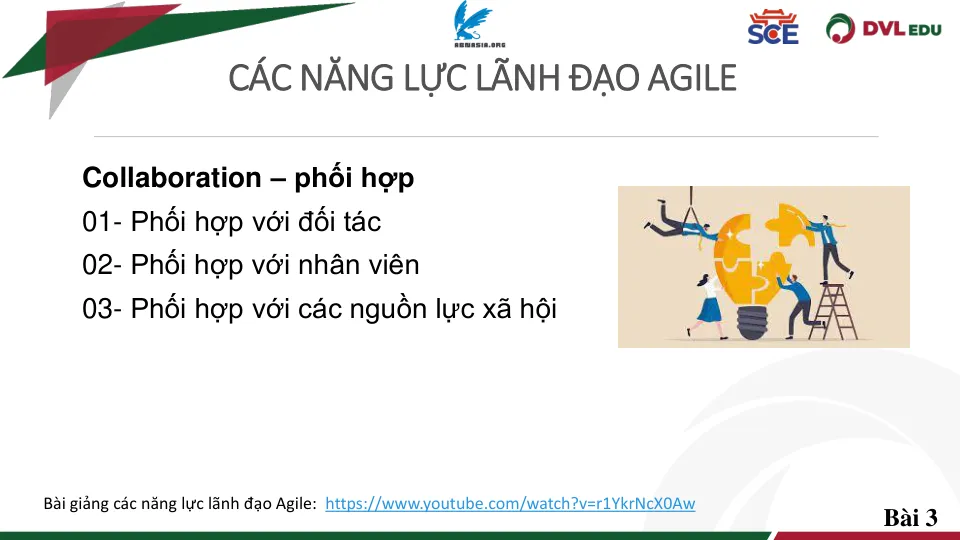 AGNASIA.ORG
SCE
DVL EDU
CÁC NĂNG LỰC LÃNH ĐẠO AGILE
Collaboration – phối hợp
01- Phối hợp với đối tác
02- Phối hợp với nhân viên
03- Phối hợp với các nguồn lực xã hội
Bài giảng các năng lực lãnh đạo Agile: https://www.youtube.com/watch?v=r1YkrNcX0Aw
Bài 3